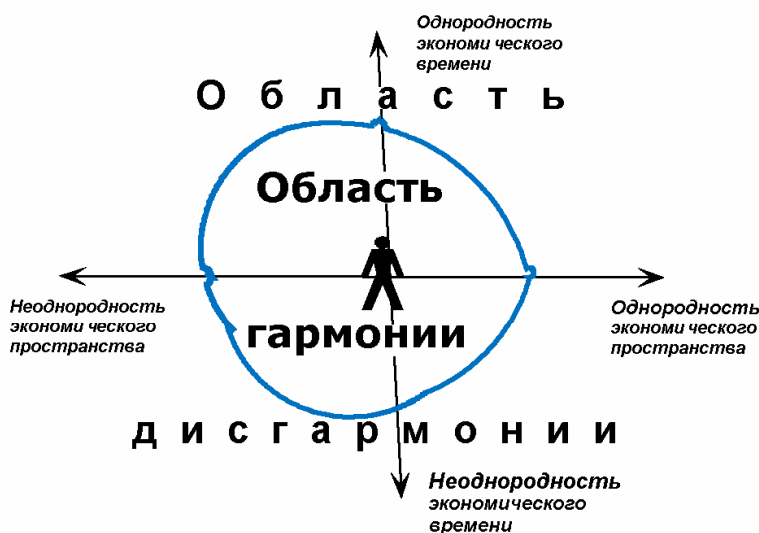 Однородность
экономи ческого
времени
О б л а с т ь
Область
Неоднородность
экономи ческого
пространства
Однородность
экономи ческого
пространства
гармонии
д и с г а р м о н и и
Неоднородность
экономического
времени